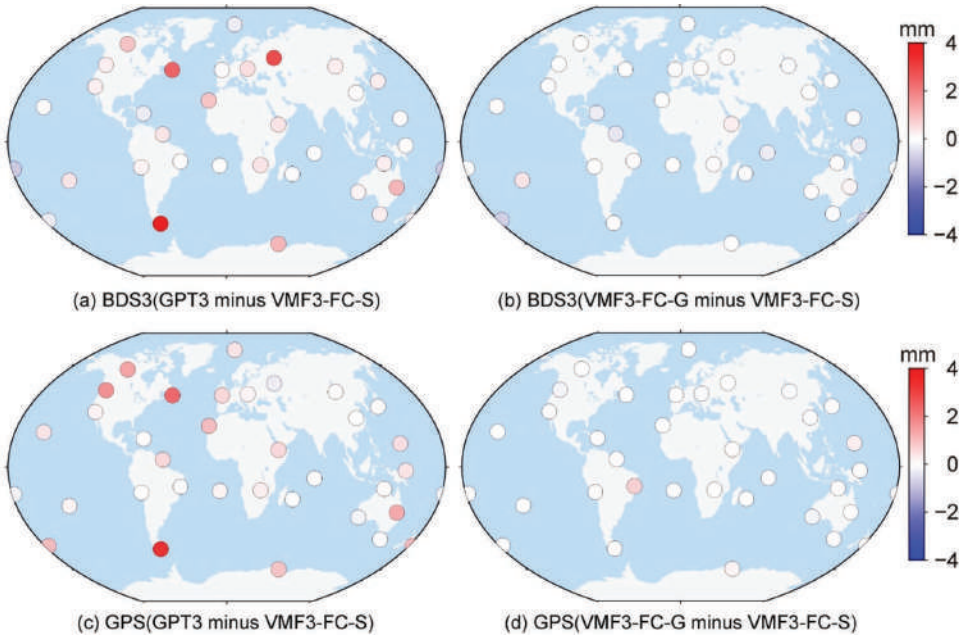 mm
4
2
0
−2
−4
(a) BDS3(GPT3 minus VMF3-FC-S)
(b) BDS3(VMF3-FC-G minus VMF3-FC-S)
mm
4
2
0
−2
−4
(c) GPS(GPT3 minus VMF3-FC-S)
(d) GPS(VMF3-FC-G minus VMF3-FC-S)